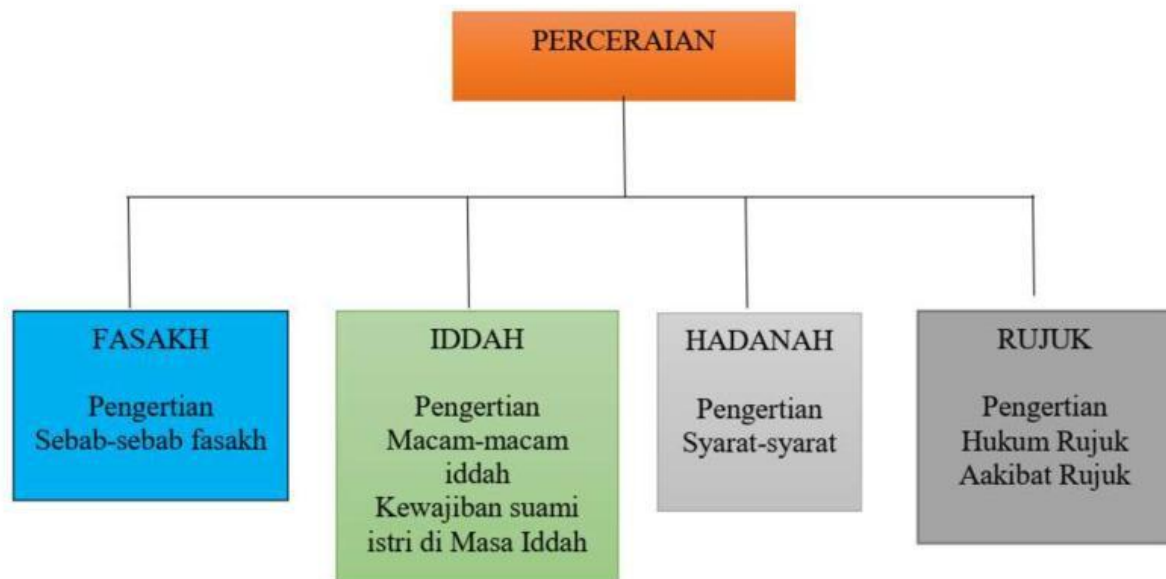 PERCERAIAN
FASAKH
Pengertian
Sebab-sebab fasakh
IDDAH
Pengertian
Macam-macam
iddah
Kewajiban suami
istri di Masa Iddah
HADANAH
Pengertian
Syarat-syarat
RUJUK
Pengertian
Hukum Rujuk
Aakibat Rujuk